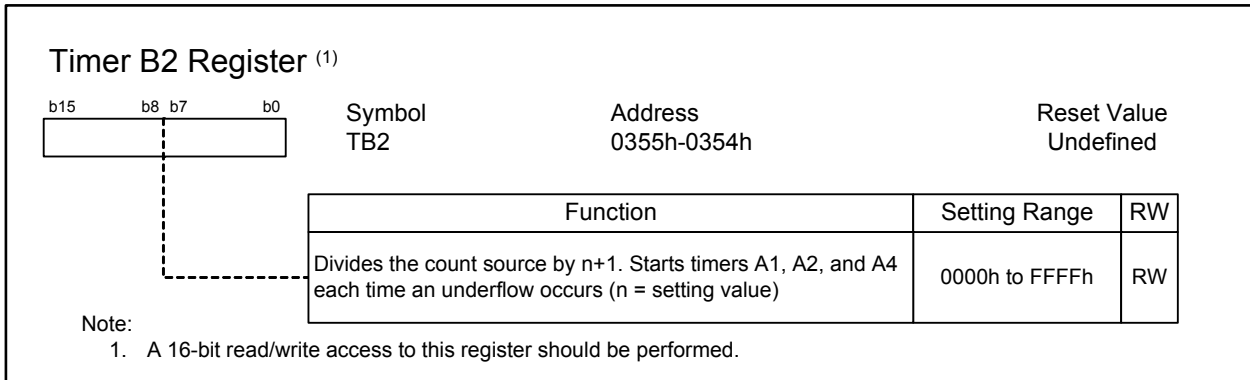 Timer B2 Register (1)
b15 b8 b7 b0
Symbol Address Reset Value
TB2 0355h-0354h Undefined
Function Setting Range RW
Divides the count source by n+1. Starts timers A1, A2, and A4
each time an underflow occurs (n = setting value)
0000h to FFFFh RW
Note:
1. A 16-bit read/write access to this register should be performed.